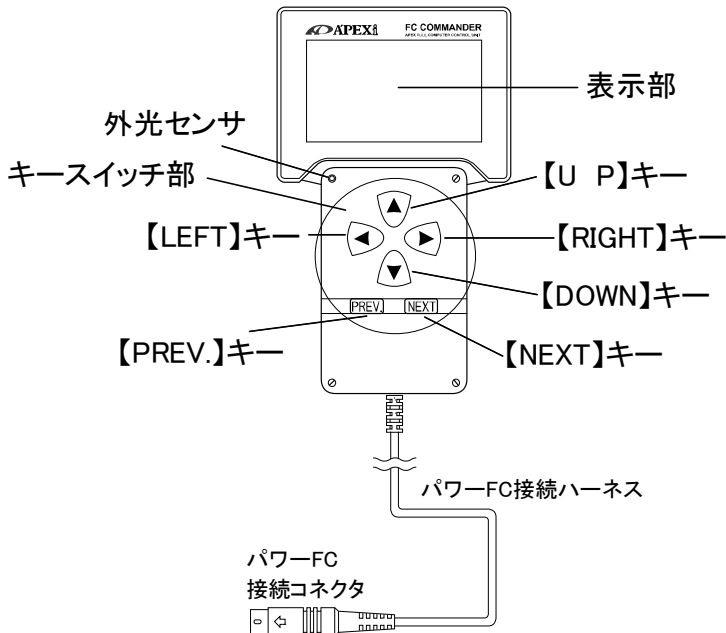 APEXi FC COMMANDER
APEX FULL COMPUTER CONTROL UNIT
表示部
外光センサ
キースイッチ部
【U P】キー
【LEFT】キー
【RIGHT】キー
【DOWN】キー
PREV. NEXT
【PREV.】キー
【NEXT】キー
パワーFC接続ハーネス
パワーFC
接続コネクタ